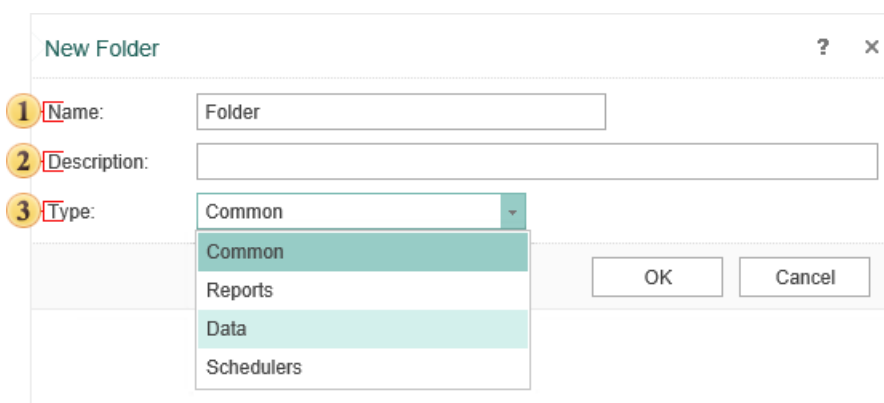 New Folder ? ×
1 Name: Folder
2 Description:
3 Type: Common
Common
Reports
Data
Schedulers
OK Cancel